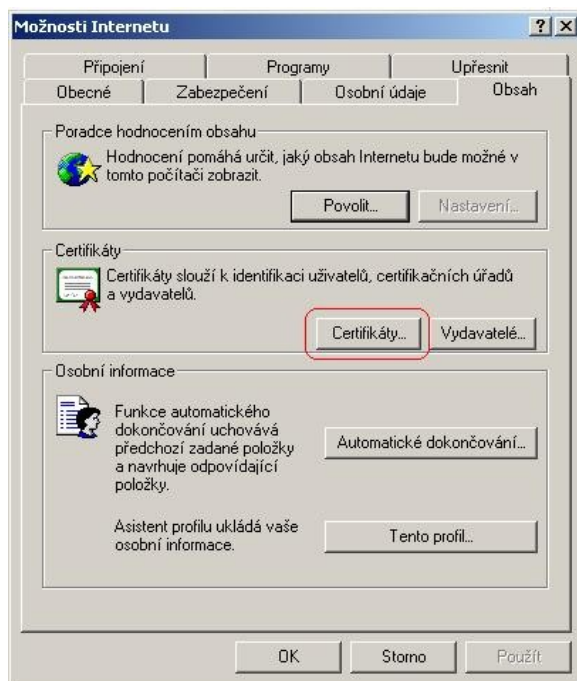 Možnosti Internetu
Připojení Programy Upřesnit
Obecné Zabezpečení Osobní údaje Obsah
Poradce hodnocením obsahu
Hodnocení pomáhá určit, jaký obsah Internetu bude možné v
tomto počítači zobrazit.
Povolit... Nastavení...
Certifikáty
Certifikáty slouží k identifikaci uživatelů, certifikačních úřadů
a vydavatelů.
Certifikáty... Vydavatelé...
Osobní informace
Funkce automatického
dokončování uchovává
předchozí zadané položky
a navrhuje odpovídající
položky.
Automatické dokončování...
Asistent profilu ukládá vaše
osobní informace.
Tento profil...
OK Storno Použít